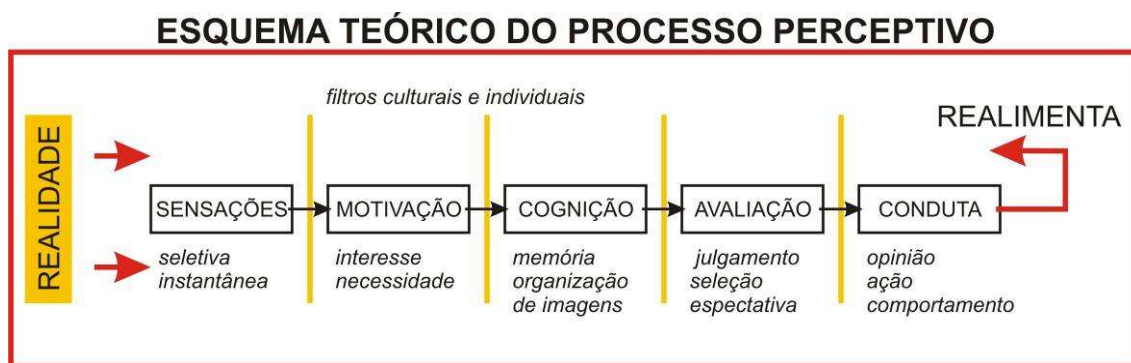 ESQUEMA TEÓRICO DO PROCESSO PERCEPTIVO
filtros culturais e individuais
REALIMENTA
REALIDADE
SENSAÇÕES
MOTIVAÇÃO
COGNIÇÃO
AVALIAÇÃO
CONDUTA
seletiva
instantânea
interesse
necessidade
memória
organização
de imagens
julgamento
seleção
espectativa
opinião
ação
comportamento